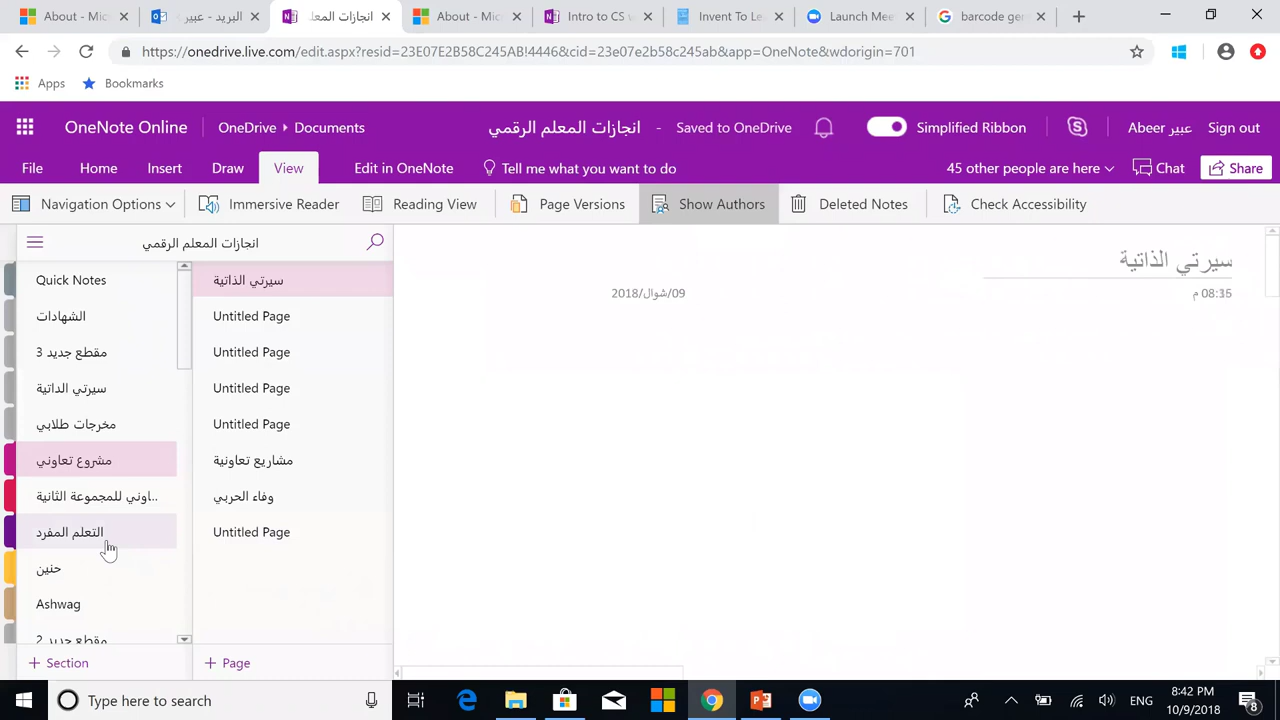 About - Mic
البريد - عبير
انجازات المعلم
About - Mic
Intro to CS w
Invent To Lea
Launch Meet
barcode gen
https://onedrive.live.com/edit.aspx?resid=23E07E2B58C245AB!4446&cid=23e07e2b58c245ab&app=OneNote&wdorigin=701
Apps
Bookmarks
OneNote Online
OneDrive
Documents
انجازات المعلم الرقمي
- Saved to OneDrive
Simplified Ribbon
Abeer عبير
Sign out
File
Home
Insert
Draw
View
Edit in OneNote
Tell me what you want to do
45 other people are here
Chat
Share
Navigation Options
Immersive Reader
Reading View
Page Versions
Show Authors
Deleted Notes
Check Accessibility
انجازات المعلم الرقمي
Quick Notes
الشهادات
مقطع جديد 3
سيرتي الداتية
مخرجات طلابي
مشروع تعاوني
...اوني للمجموعة الثانية
التعلم المفرد
حنين
Ashwag
مقطع جديد 2
+ Section
سيرتي الذاتية
Untitled Page
Untitled Page
Untitled Page
Untitled Page
مشاريع تعاونية
وفاء الحربي
Untitled Page
+ Page
سيرتي الذاتية
09/شوال/2018
08:15 م
Type here to search
ENG
8:42 PM
10/9/2018
8